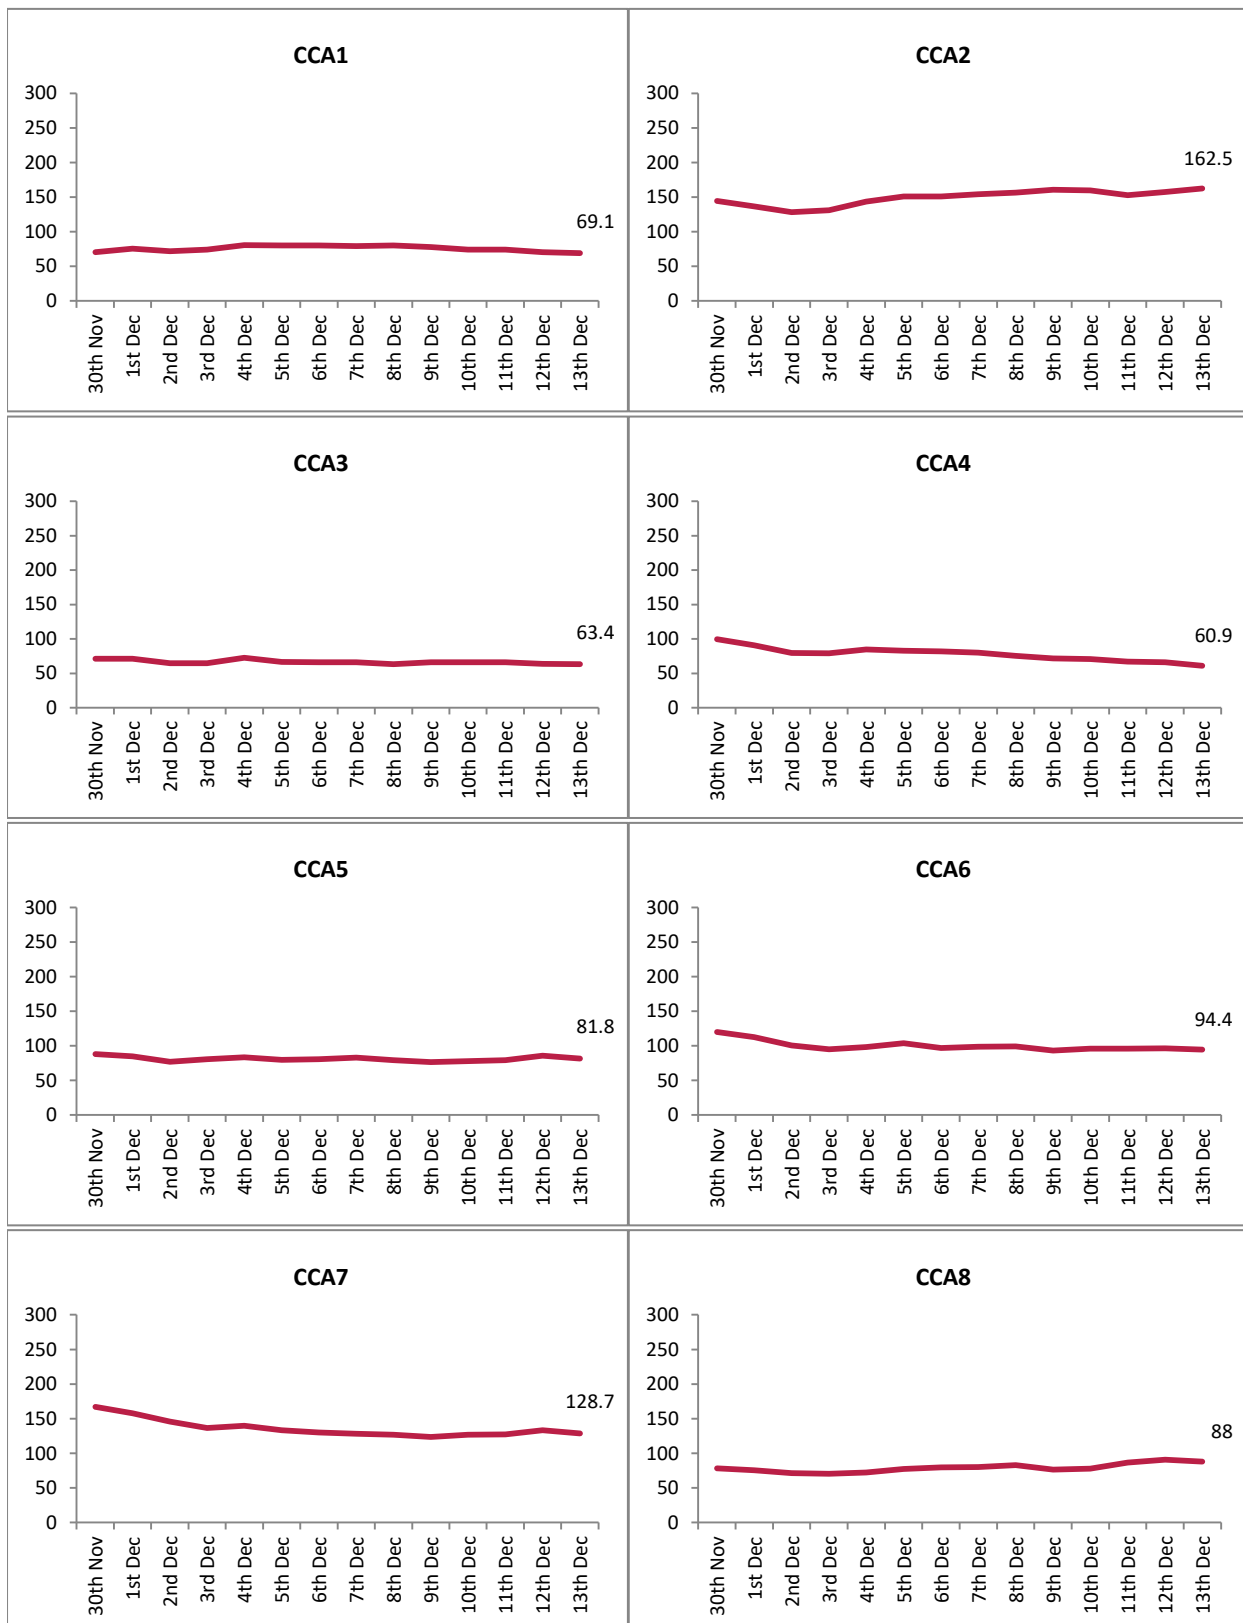 CCA1
300
250
200
150
100
50
0
69.1
30th Nov
1st Dec
2nd Dec
3rd Dec
4th Dec
5th Dec
6th Dec
7th Dec
8th Dec
9th Dec
10th Dec
11th Dec
12th Dec
13th Dec
CCA2
300
250
200
150
100
50
0
162.5
30th Nov
1st Dec
2nd Dec
3rd Dec
4th Dec
5th Dec
6th Dec
7th Dec
8th Dec
9th Dec
10th Dec
11th Dec
12th Dec
13th Dec
CCA3
300
250
200
150
100
50
0
63.4
30th Nov
1st Dec
2nd Dec
3rd Dec
4th Dec
5th Dec
6th Dec
7th Dec
8th Dec
9th Dec
10th Dec
11th Dec
12th Dec
13th Dec
CCA4
300
250
200
150
100
50
0
60.9
30th Nov
1st Dec
2nd Dec
3rd Dec
4th Dec
5th Dec
6th Dec
7th Dec
8th Dec
9th Dec
10th Dec
11th Dec
12th Dec
13th Dec
CCA5
300
250
200
150
100
50
0
81.8
30th Nov
1st Dec
2nd Dec
3rd Dec
4th Dec
5th Dec
6th Dec
7th Dec
8th Dec
9th Dec
10th Dec
11th Dec
12th Dec
13th Dec
CCA6
300
250
200
150
100
50
0
94.4
30th Nov
1st Dec
2nd Dec
3rd Dec
4th Dec
5th Dec
6th Dec
7th Dec
8th Dec
9th Dec
10th Dec
11th Dec
12th Dec
13th Dec
CCA7
300
250
200
150
100
50
0
128.7
30th Nov
1st Dec
2nd Dec
3rd Dec
4th Dec
5th Dec
6th Dec
7th Dec
8th Dec
9th Dec
10th Dec
11th Dec
12th Dec
13th Dec
CCA8
300
250
200
150
100
50
0
88
30th Nov
1st Dec
2nd Dec
3rd Dec
4th Dec
5th Dec
6th Dec
7th Dec
8th Dec
9th Dec
10th Dec
11th Dec
12th Dec
13th Dec